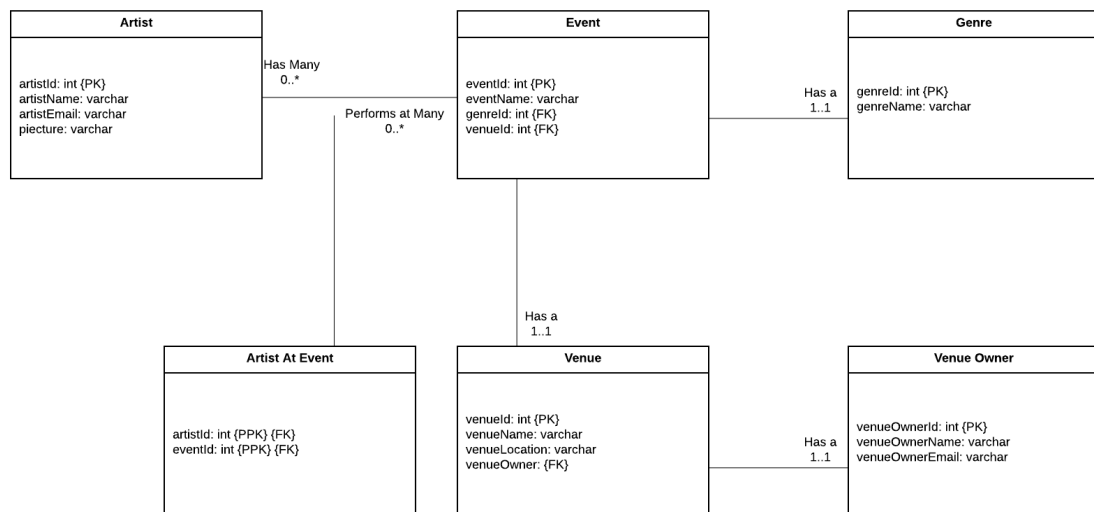 Artist
artistId: int {PK}
artistName: varchar
artistEmail: varchar
piecture: varchar
Has Many
0..*
Performs at Many
0..*
Event
eventId: int {PK}
eventName: varchar
genreId: int {FK}
venueId: int {FK}
Has a
1..1
Genre
genreId: int {PK}
genreName: varchar
Has a
1..1
Artist At Event
artistId: int {PPK} {FK}
eventId: int {PPK} {FK}
Venue
venueId: int {PK}
venueName: varchar
venueLocation: varchar
venueOwner: {FK}
Has a
1..1
Venue Owner
venueOwnerId: int {PK}
venueOwnerName: varchar
venueOwnerEmail: varchar